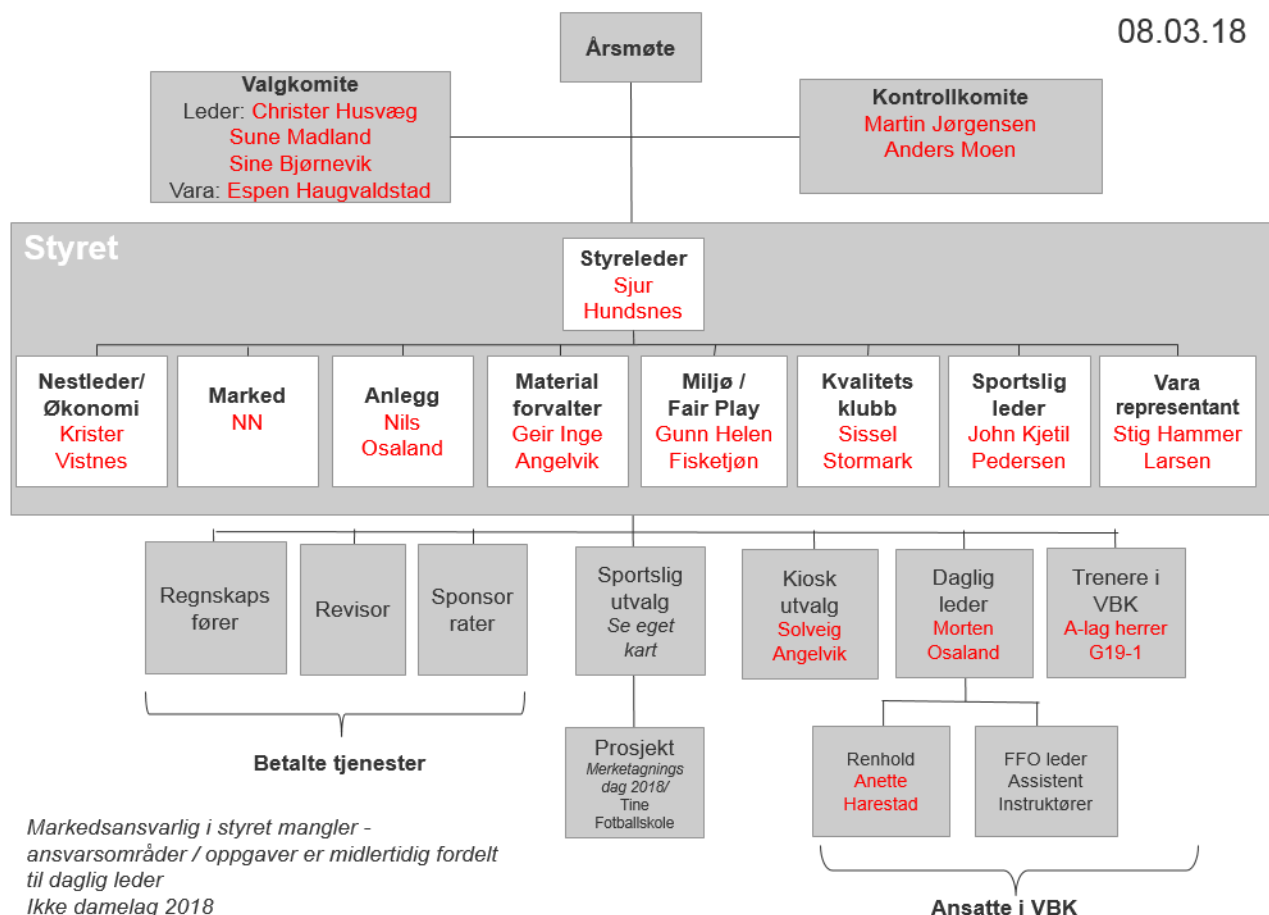 08.03.18
Årsmøte
Valgkomite
Leder: Christer Husvæg
Sune Madland
Sine Bjørnevik
Vara: Espen Haugvaldstad
Kontrollkomite
Martin Jørgensen
Anders Moen
Styret
Styreleder
Sjur
Hundsnes
Nestleder/
Økonomi
Krister
Vistnes
Marked
NN
Anlegg
Nils
Osaland
Material
forvalter
Geir Inge
Angelvik
Miljø /
Fair Play
Gunn Helen
Fisketjøn
Kvalitets
klubb
Sissel
Stormark
Sportslig
leder
John Kjetil
Pedersen
Vara
representant
Stig Hammer
Larsen
Regnskaps
fører
Revisor
Sponsor
rater
Sportslig
utvalg
Se eget
kart
Kiosk
utvalg
Solveig
Angelvik
Daglig
leder
Morten
Osaland
Trenere i
VBK
A-lag herrer
G19-1
Betalte tjenester
Prosjekt
Merketagnings
dag 2018/
Tine
Fotballskole
Renhold
Anette
Harestad
FFO leder
Assistent
Instruktører
Markedsansvarlig i styret mangler -
ansvarsområder / oppgaver er midlertidig fordelt
til daglig leder
Ikke damelag 2018
Ansatte i VBK